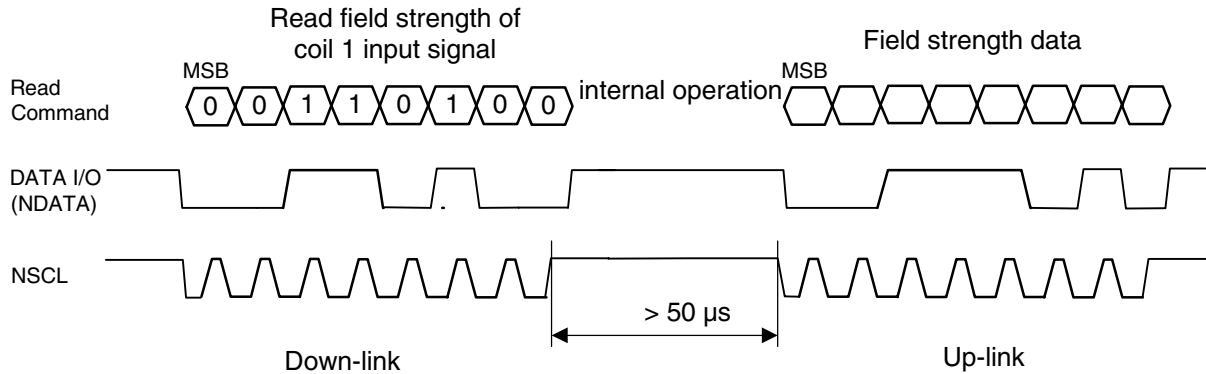 Read field strength of
coil 1 input signal
Field strength data
MSB
MSB
Read
Command
0 0 1 1 0 1 0 0
internal operation
DATA I/O
(NDATA)
NSCL
> 50 µs
Down-link
Up-link